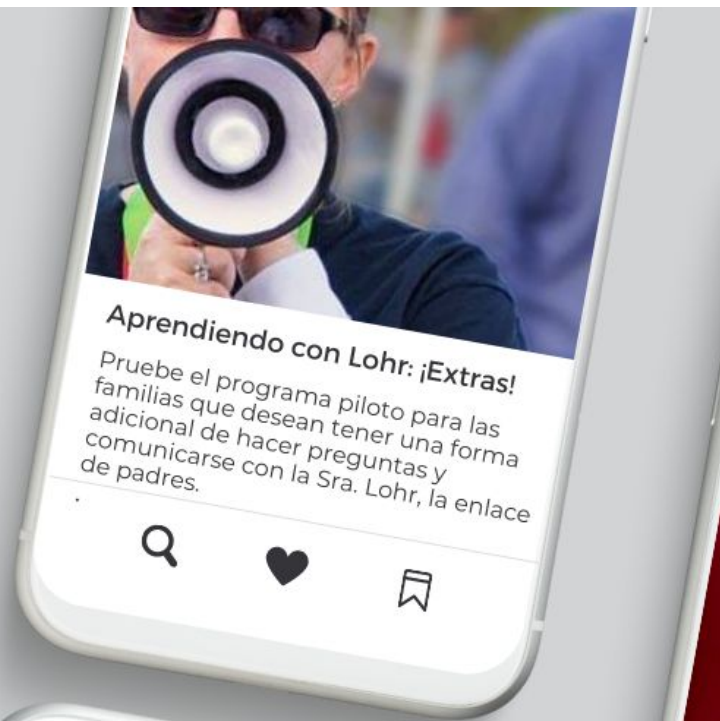 Aprendiendo con Lohr: ¡Extras!
Pruebe el programa piloto para las
familias que desean tener una forma
adicional de hacer preguntas y
comunicarse con la Sra. Lohr, la enlace
de padres.
.